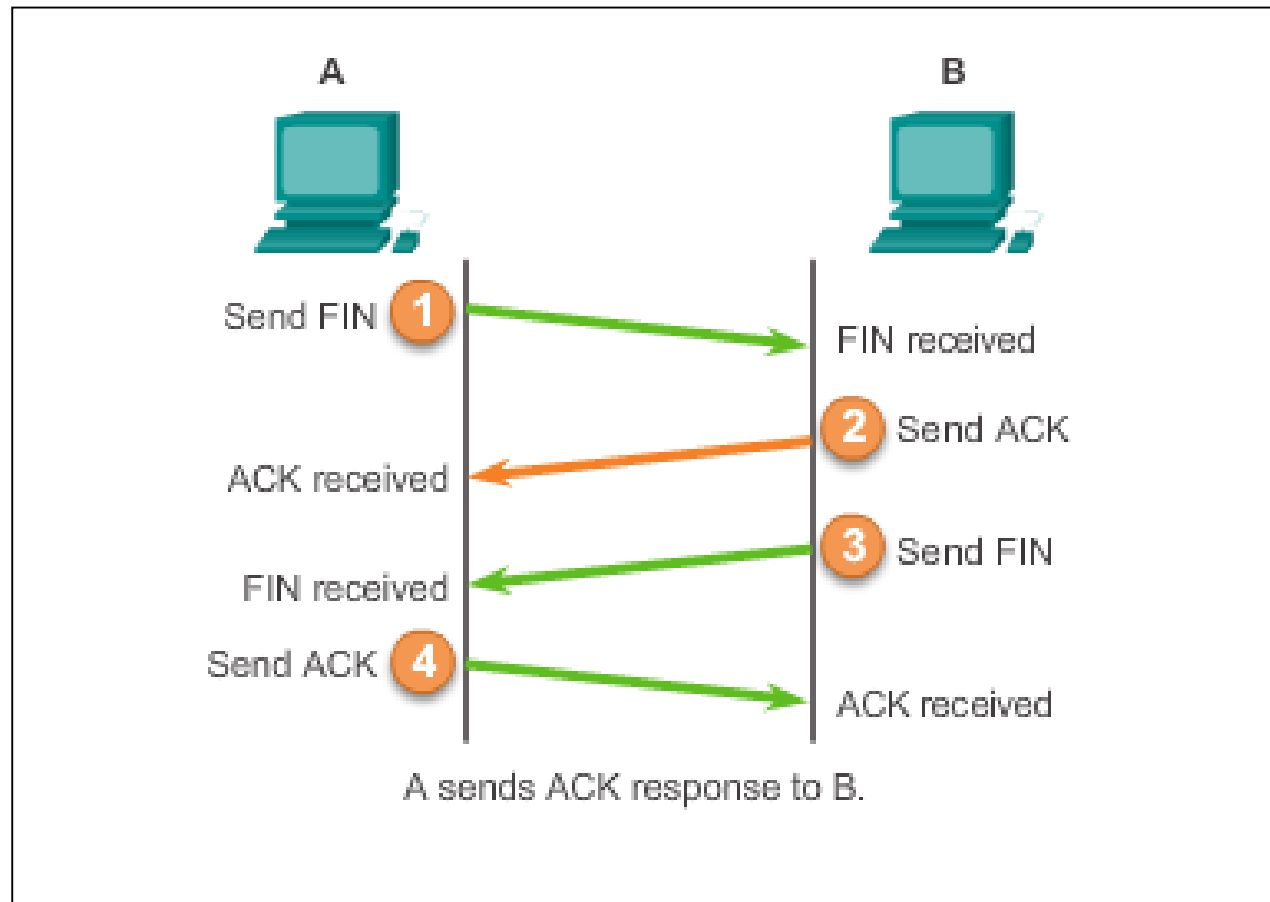 A
B
Send FIN 1
FIN received
2 Send ACK
ACK received
3 Send FIN
FIN received
Send ACK 4
ACK received
A sends ACK response to B.